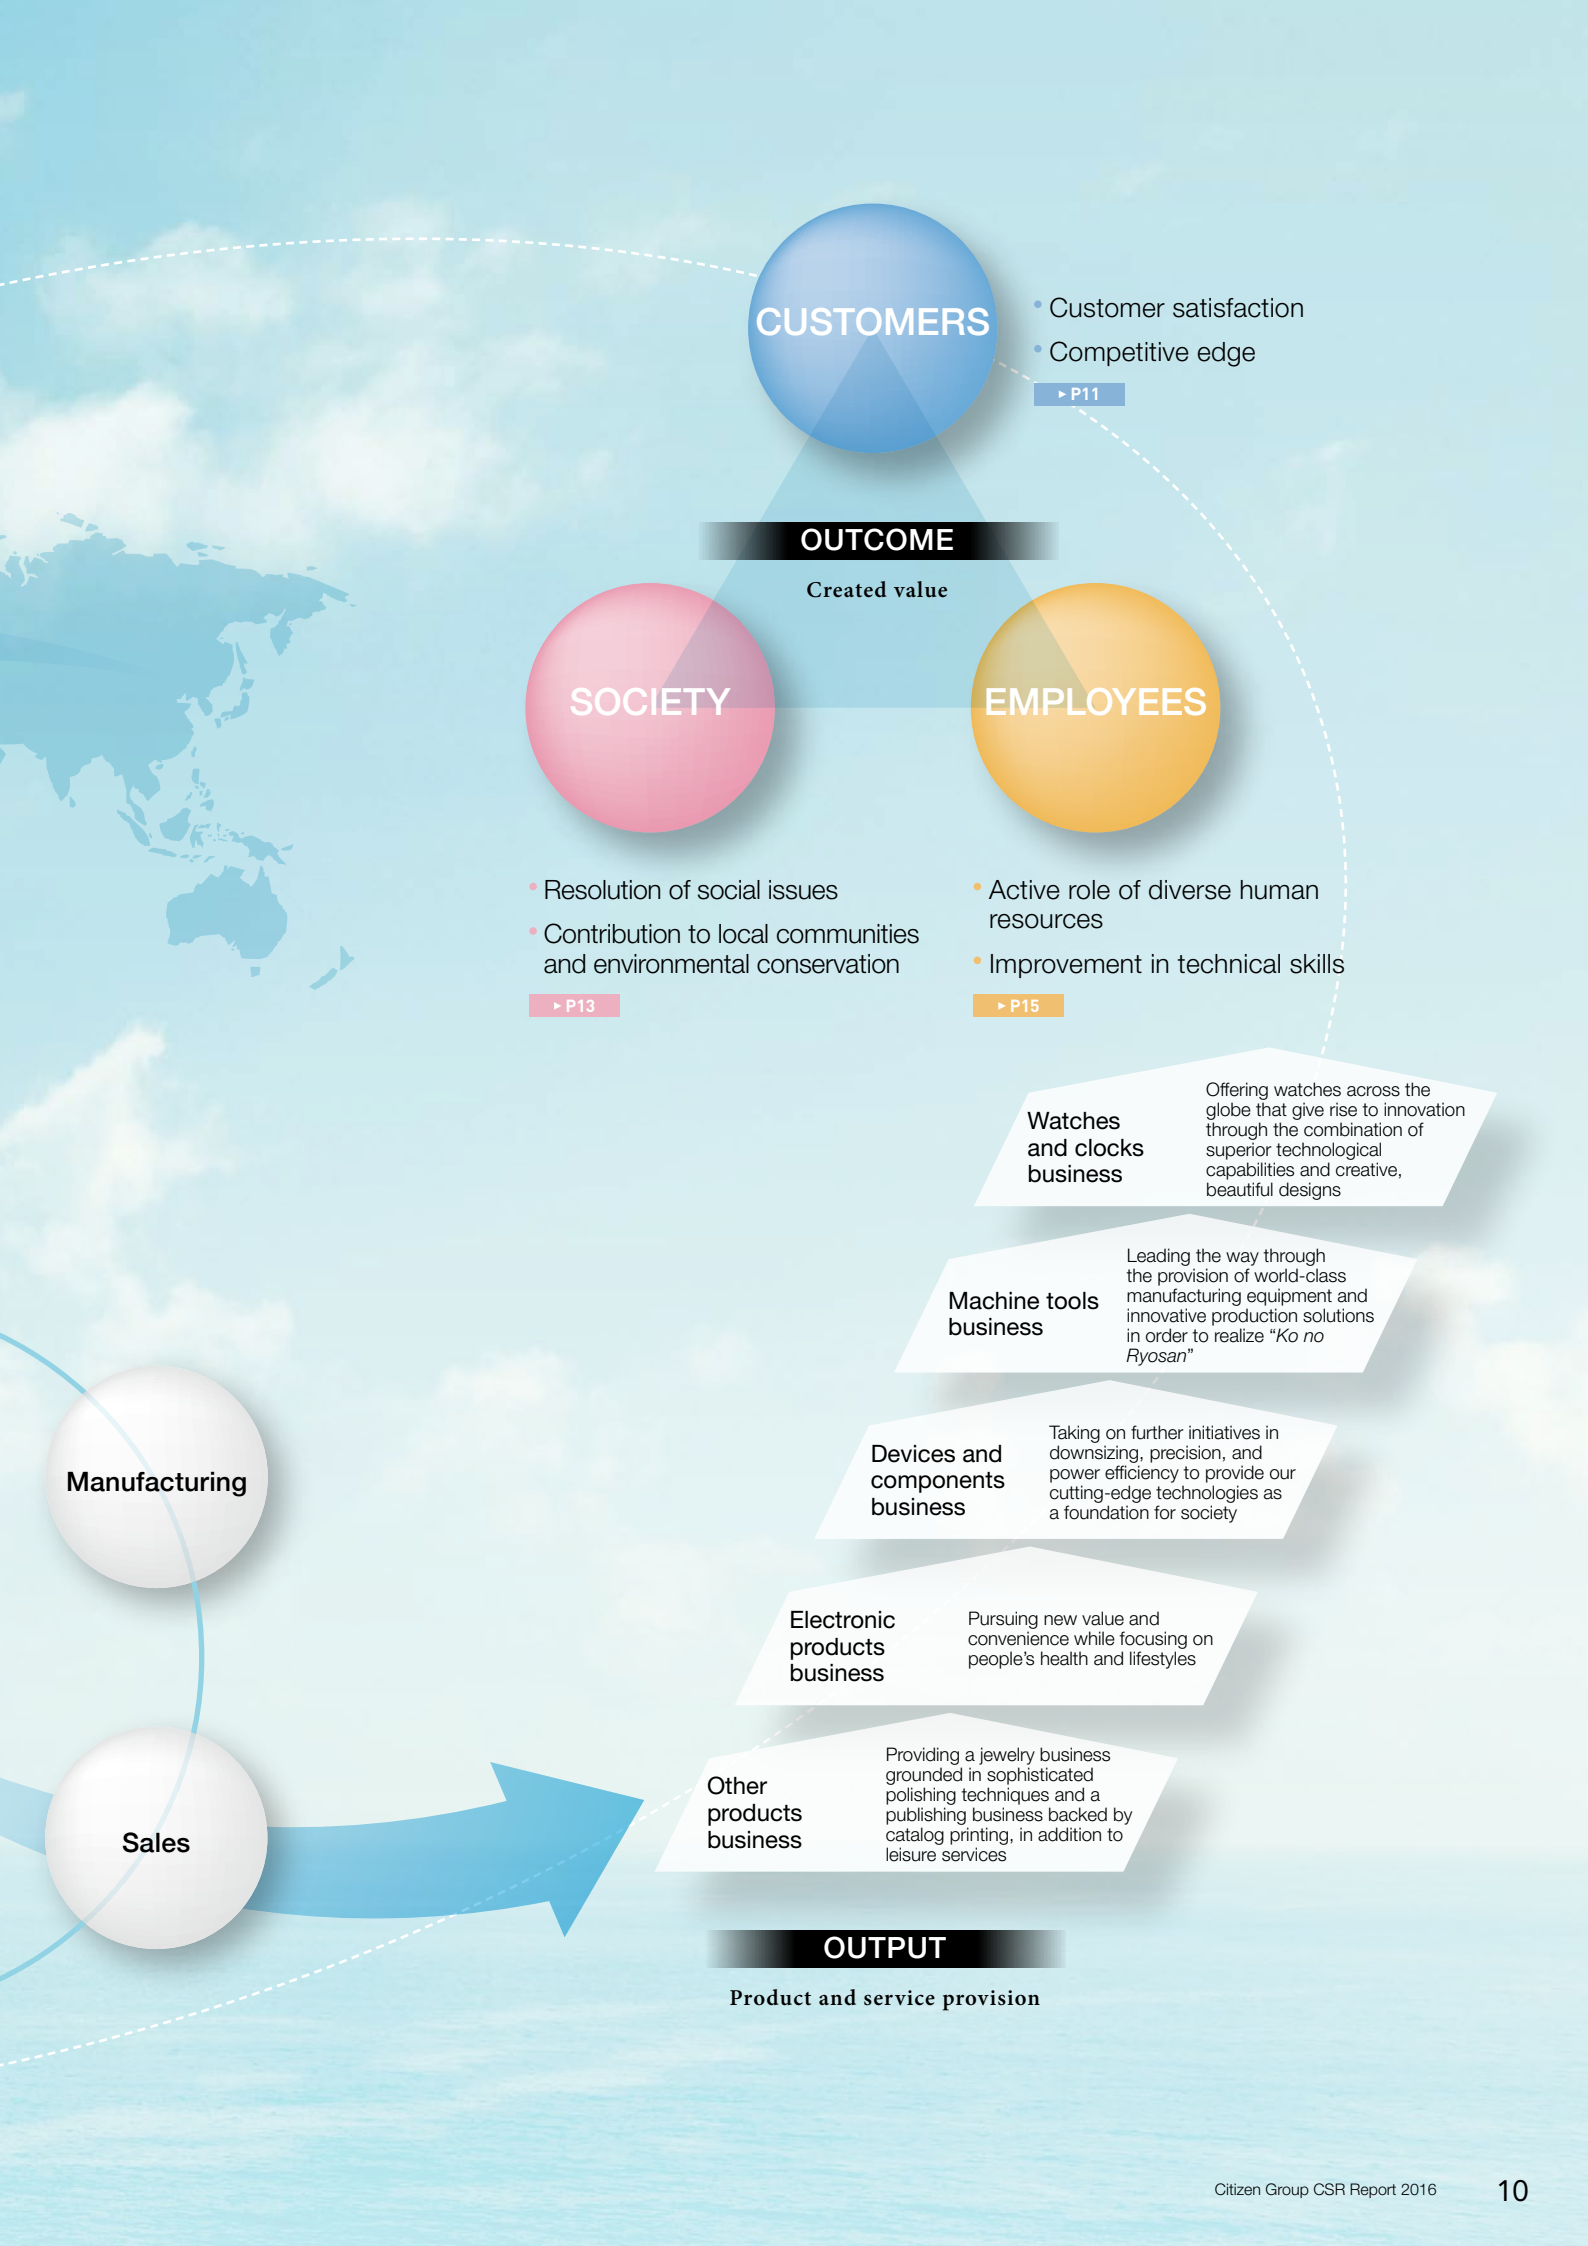 CUSTOMERS
• Customer satisfaction
• Competitive edge
▶ P11
OUTCOME
Created value
SOCIETY
EMPLOYEES
• Resolution of social issues
• Contribution to local communities
and environmental conservation
▶ P13
• Active role of diverse human
resources
• Improvement in technical skills
▶ P15
Watches
and clocks
business
Offering watches across the
globe that give rise to innovation
through the combination of
superior technological
capabilities and creative,
beautiful designs
Machine tools
business
Leading the way through
the provision of world-class
manufacturing equipment and
innovative production solutions
in order to realize “Ko no
Ryosan”
Devices and
components
business
Taking on further initiatives in
downsizing, precision, and
power efficiency to provide our
cutting-edge technologies as
a foundation for society
Manufacturing
Electronic
products
business
Pursuing new value and
convenience while focusing on
people’s health and lifestyles
Other
products
business
Providing a jewelry business
grounded in sophisticated
polishing techniques and a
publishing business backed by
catalog printing, in addition to
leisure services
Sales
OUTPUT
Product and service provision
Citizen Group CSR Report 2016
10